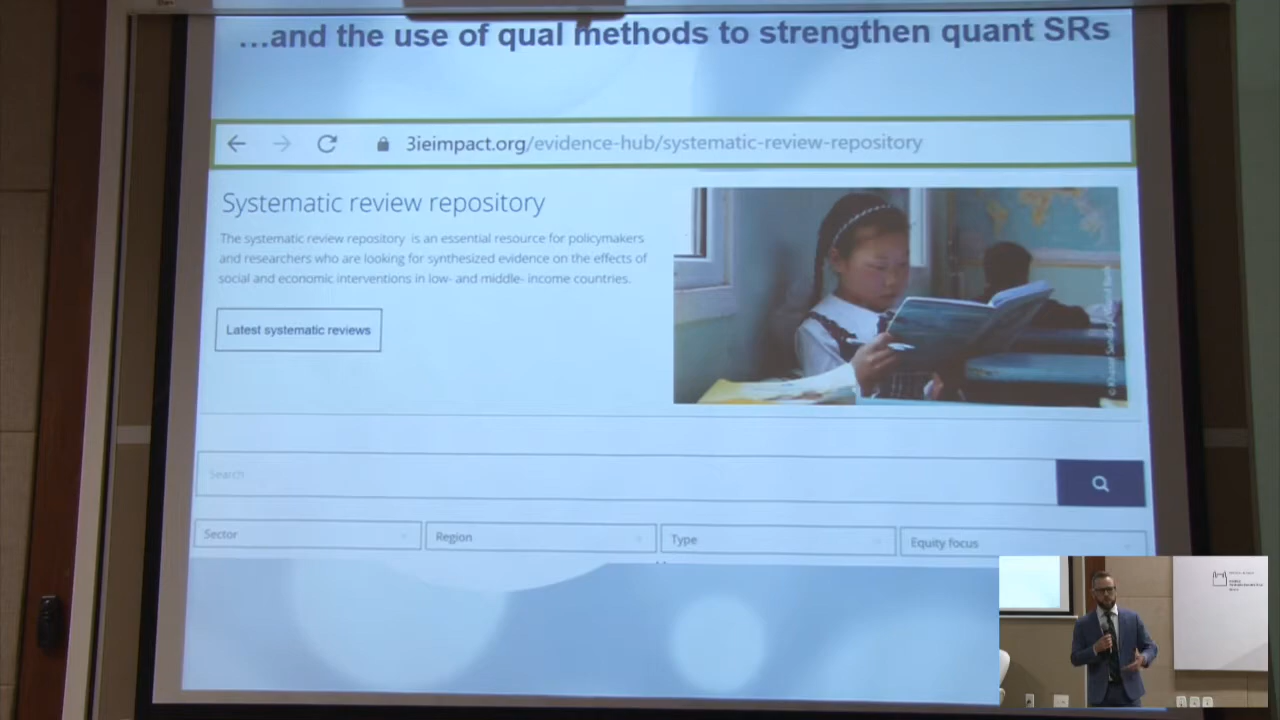 ...and the use of qual methods to strengthen quant SRs
3ieimpact.org/evidence-hub/systematic-review-repository
Systematic review repository
The systematic review repository is an essential resource for policymakers
and researchers who are looking for synthesized evidence on the effects of
social and economic interventions in low- and middle- income countries.
Latest systematic reviews
Search
Sector
Region
Type
Equity focus